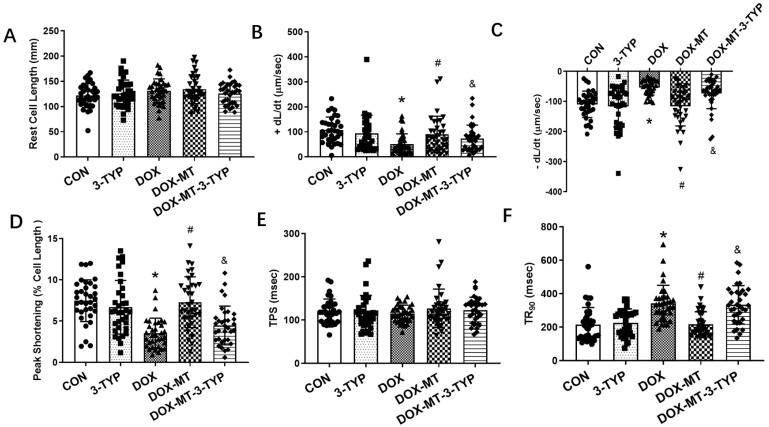 A
Rest Cell Length (mm)
250
200
150
100
50
0
CON
3-TYP
DOX
DOX-MT
DOX-MT-3-TYP
B
+ dL/dt (μm/sec)
500
400
300
200
100
0
*
#
&
CON
3-TYP
DOX
DOX-MT
DOX-MT-3-TYP
C
CON
3-TYP
DOX
DOX-MT
DOX-MT-3-TYP
- dL/dt (μm/sec)
0
-100
-200
-300
-400
*
#
&
D
Peak Shortening (% Cell Length )
15
10
5
0
*
#
&
CON
3-TYP
DOX
DOX-MT
DOX-MT-3-TYP
E
TPS (msec)
300
200
100
0
CON
3-TYP
DOX
DOX-MT
DOX-MT-3-TYP
F
TR90 (msec)
800
600
400
200
0
*
#
&
CON
3-TYP
DOX
DOX-MT
DOX-MT-3-TYP